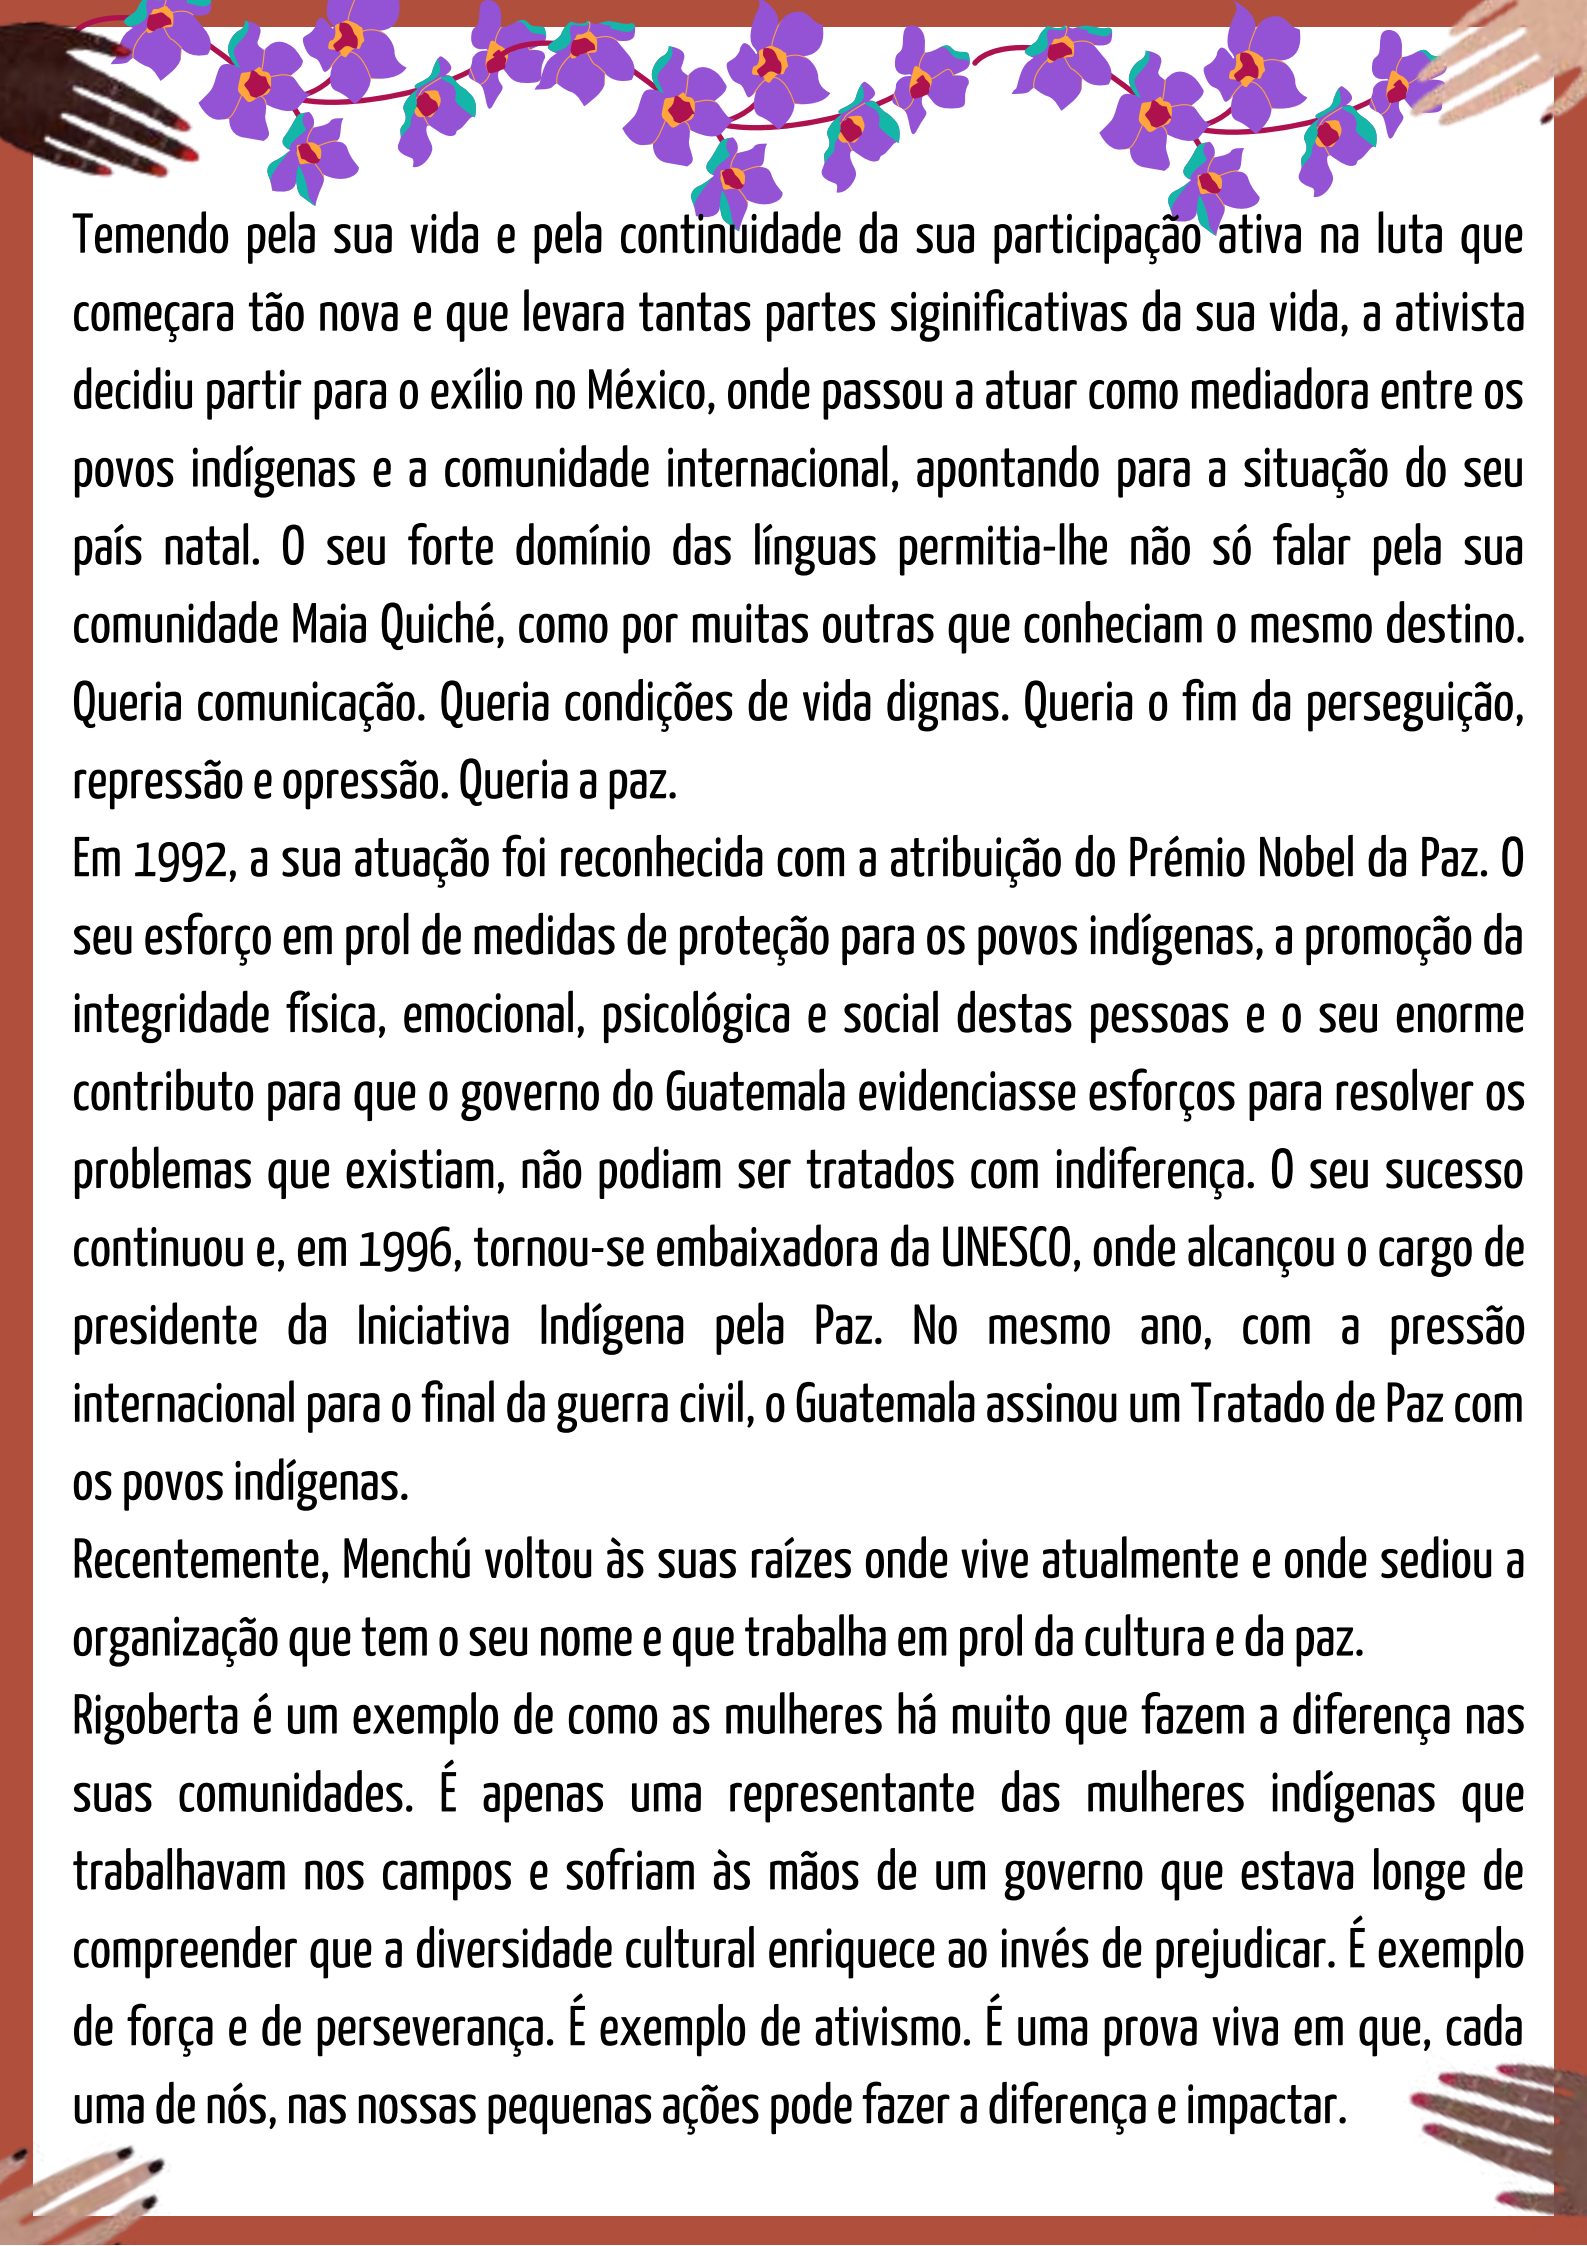 Temendo pela sua vida e pela continuidade da sua participação ativa na luta que
começara tão nova e que levara tantas partes siginificativas da sua vida, a ativista
decidiu partir para o exílio no México, onde passou a atuar como mediadora entre os
povos indígenas e a comunidade internacional, apontando para a situação do seu
país natal. O seu forte domínio das línguas permitia-lhe não só falar pela sua
comunidade Maia Quiché, como por muitas outras que conheciam o mesmo destino.
Queria comunicação. Queria condições de vida dignas. Queria o fim da perseguição,
repressão e opressão. Queria a paz.
Em 1992, a sua atuação foi reconhecida com a atribuição do Prémio Nobel da Paz. O
seu esforço em prol de medidas de proteção para os povos indígenas, a promoção da
integridade física, emocional, psicológica e social destas pessoas e o seu enorme
contributo para que o governo do Guatemala evidenciasse esforços para resolver os
problemas que existiam, não podiam ser tratados com indiferença. O seu sucesso
continuou e, em 1996, tornou-se embaixadora da UNESCO, onde alcançou o cargo de
presidente da Iniciativa Indígena pela Paz. No mesmo ano, com a pressão
internacional para o final da guerra civil, o Guatemala assinou um Tratado de Paz com
os povos indígenas.
Recentemente, Menchú voltou às suas raízes onde vive atualmente e onde sediou a
organização que tem o seu nome e que trabalha em prol da cultura e da paz.
Rigoberta é um exemplo de como as mulheres há muito que fazem a diferença nas
suas comunidades. É apenas uma representante das mulheres indígenas que
trabalhavam nos campos e sofriam às mãos de um governo que estava longe de
compreender que a diversidade cultural enriquece ao invés de prejudicar. É exemplo
de força e de perseverança. É exemplo de ativismo. É uma prova viva em que, cada
uma de nós, nas nossas pequenas ações pode fazer a diferença e impactar.